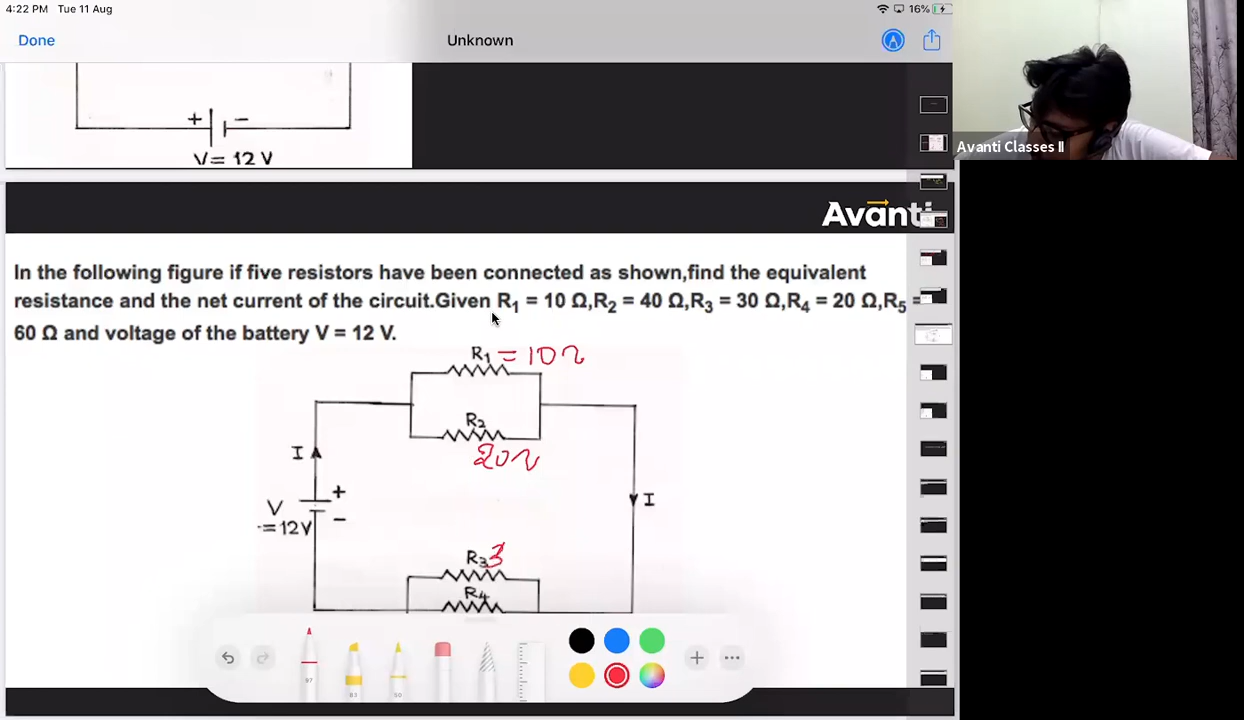 4:22 PM Tue 11 Aug
16%
Done
Unknown
+ −
V= 12 V
Avanti Classes II
Avanti
In the following figure if five resistors have been connected as shown,find the equivalent
resistance and the net current of the circuit.Given R₁ = 10 Ω,R₂ = 40 Ω,R₃ = 30 Ω,R₄ = 20 Ω,R₅ =
60 Ω and voltage of the battery V = 12 V.
R₁ = 10Ω
R₂
20Ω
I
+
V
= 12V
−
I
R₃ 3
R₄
97
83
50